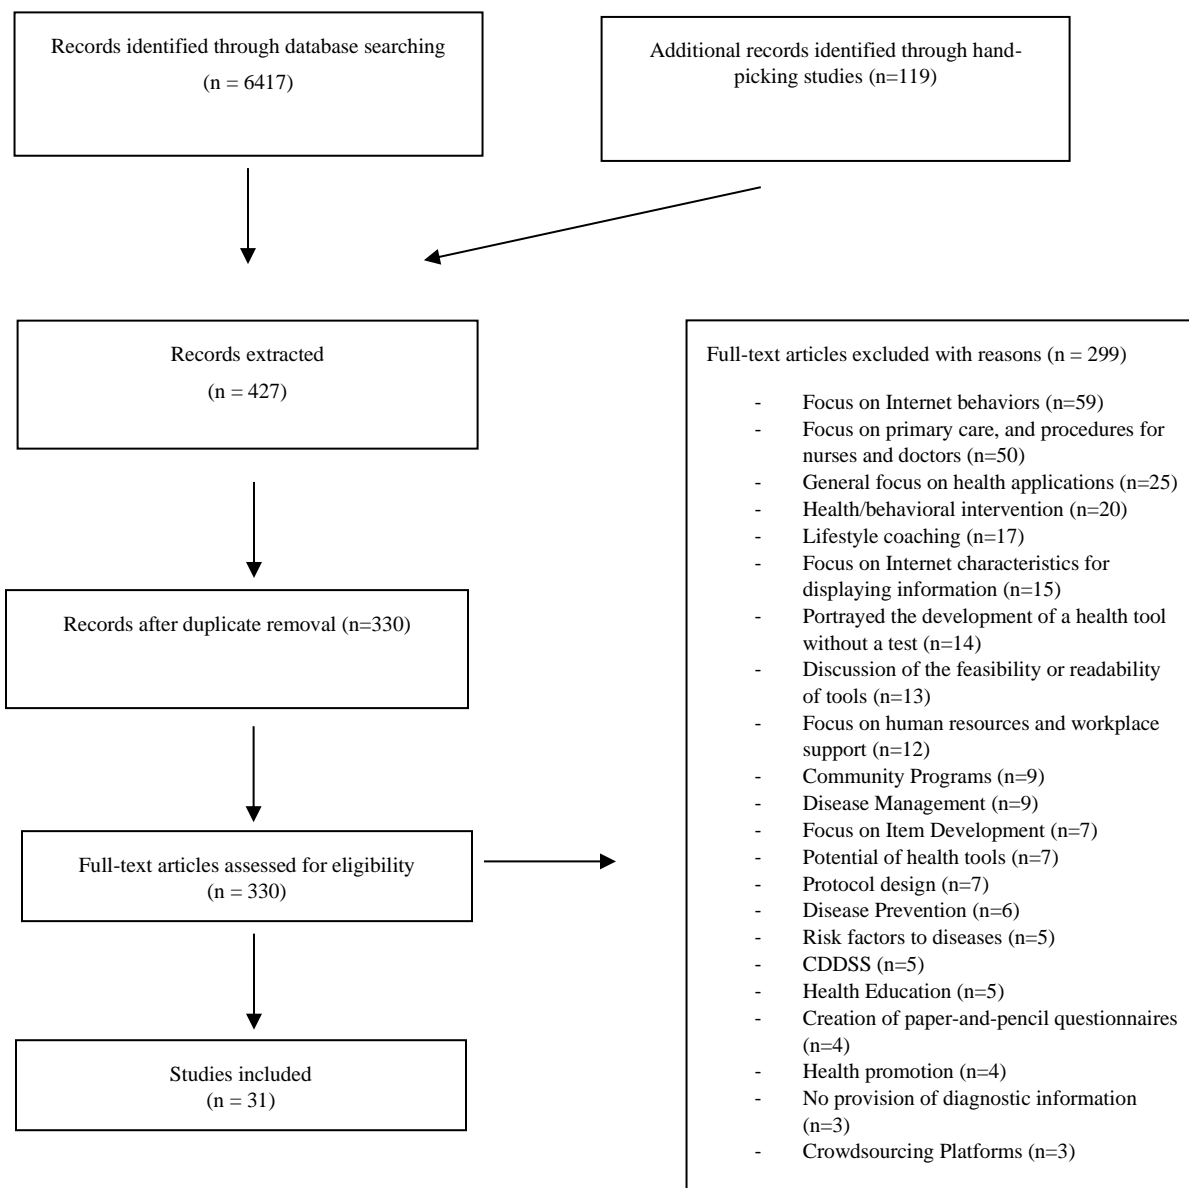 Records identified through database searching
(n = 6417)
Additional records identified through hand-
picking studies (n=119)
Records extracted
(n = 427)
Records after duplicate removal (n=330)
Full-text articles assessed for eligibility
(n = 330)
Studies included
(n = 31)
Full-text articles excluded with reasons (n = 299)
- Focus on Internet behaviors (n=59)
- Focus on primary care, and procedures for
nurses and doctors (n=50)
- General focus on health applications (n=25)
- Health/behavioral intervention (n=20)
- Lifestyle coaching (n=17)
- Focus on Internet characteristics for
displaying information (n=15)
- Portrayed the development of a health tool
without a test (n=14)
- Discussion of the feasibility or readability
of tools (n=13)
- Focus on human resources and workplace
support (n=12)
- Community Programs (n=9)
- Disease Management (n=9)
- Focus on Item Development (n=7)
- Potential of health tools (n=7)
- Protocol design (n=7)
- Disease Prevention (n=6)
- Risk factors to diseases (n=5)
- CDDSS (n=5)
- Health Education (n=5)
- Creation of paper-and-pencil questionnaires
(n=4)
- Health promotion (n=4)
- No provision of diagnostic information
(n=3)
- Crowdsourcing Platforms (n=3)